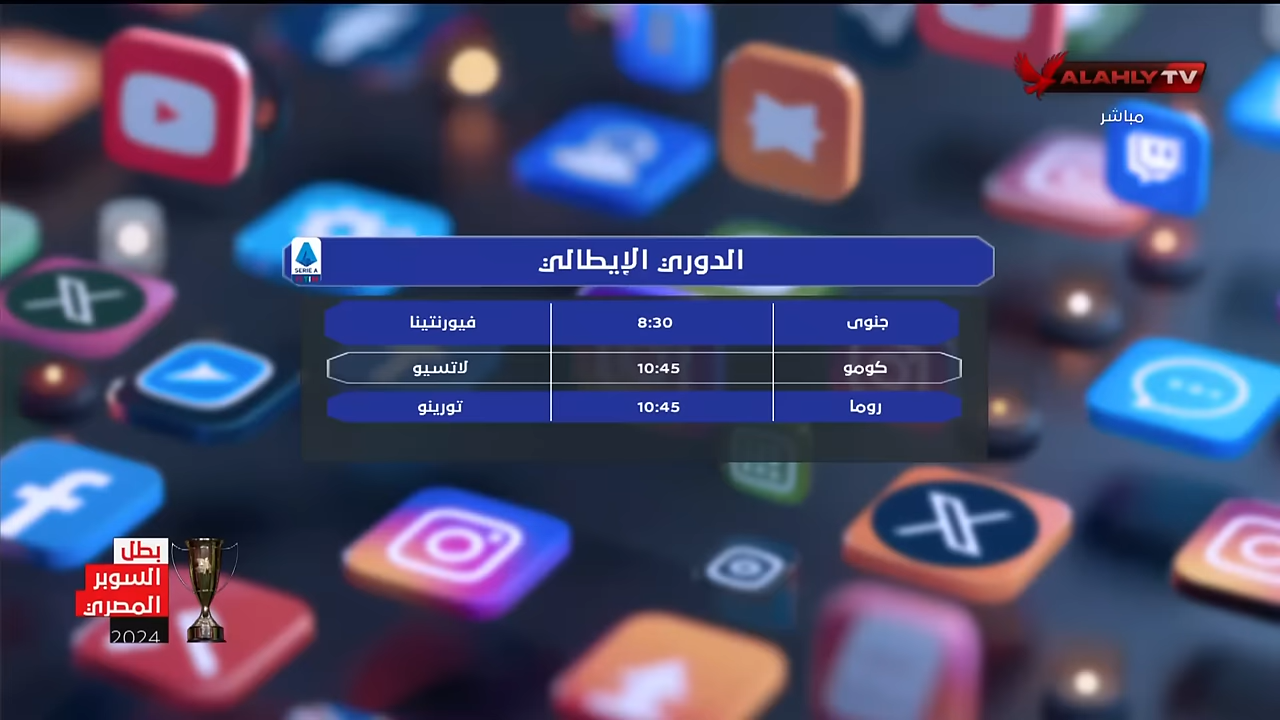 ALAHLY TV
مباشر
الدوري الإيطالي
SERIE A
جنوى 8:30 فيورنتينا
كومو 10:45 لاتسيو
روما 10:45 تورينو
بطل
السوبر
المصري
2024